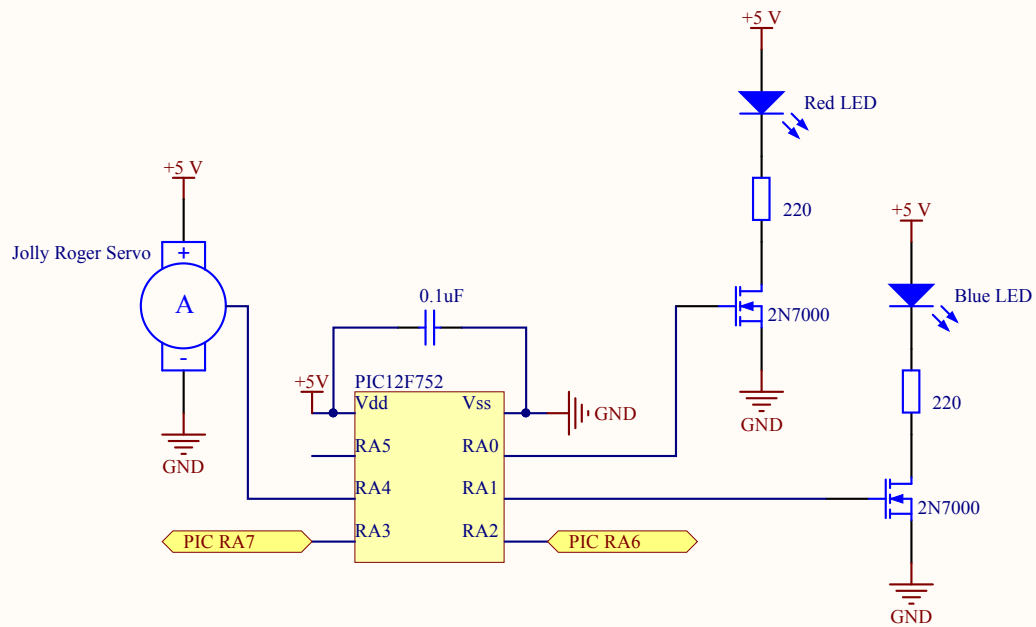 +5 V
Red LED
220
2N7000
GND
+5 V
Blue LED
220
2N7000
GND
+5 V
Jolly Roger Servo
+
A
-
GND
0.1uF
+5V
PIC12F752
Vdd
Vss
GND
RA5
RA0
RA4
RA1
RA3
RA2
PIC RA7
PIC RA6